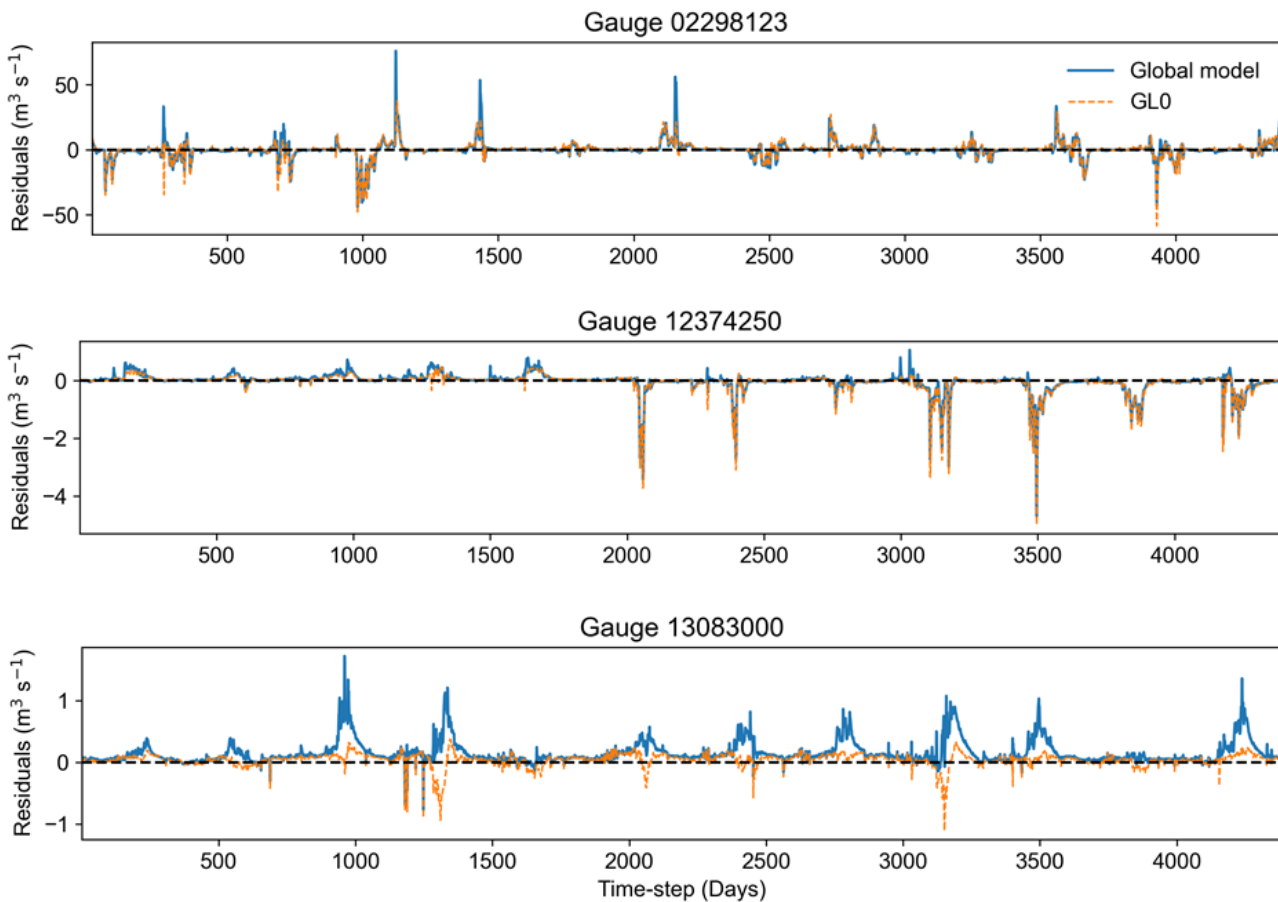 Gauge 02298123
Residuals (m³ s⁻¹)
50
0
−50
Global model
GL0
500 1000 1500 2000 2500 3000 3500 4000
Gauge 12374250
Residuals (m³ s⁻¹)
0
−2
−4
500 1000 1500 2000 2500 3000 3500 4000
Gauge 13083000
Residuals (m³ s⁻¹)
1
0
−1
500 1000 1500 2000 2500 3000 3500 4000
Time-step (Days)